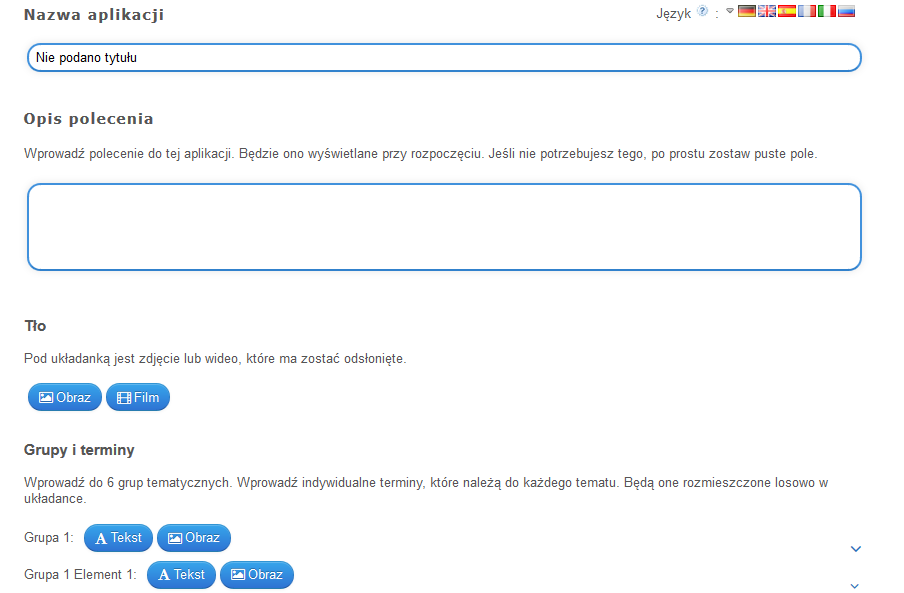 Nazwa aplikacji
Język ? :
Nie podano tytułu
Opis polecenia
Wprowadź polecenie do tej aplikacji. Będzie ono wyświetlane przy rozpoczęciu. Jeśli nie potrzebujesz tego, po prostu zostaw puste pole.
Tło
Pod układanką jest zdjęcie lub wideo, które ma zostać odsłonięte.
Obraz Film
Grupy i terminy
Wprowadź do 6 grup tematycznych. Wprowadź indywidualne terminy, które należą do każdego tematu. Będą one rozmieszczone losowo w
układance.
Grupa 1: A Tekst Obraz
Grupa 1 Element 1: A Tekst Obraz